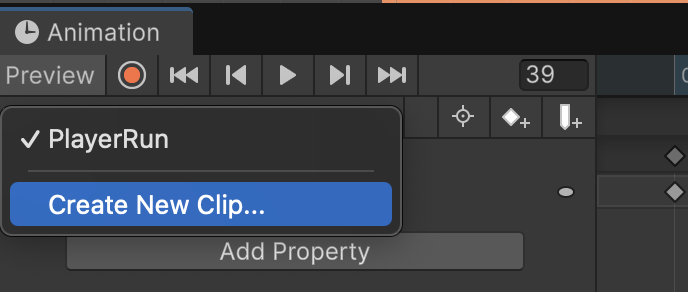 Animation
Preview
39
PlayerRun
Create New Clip...
Add Property